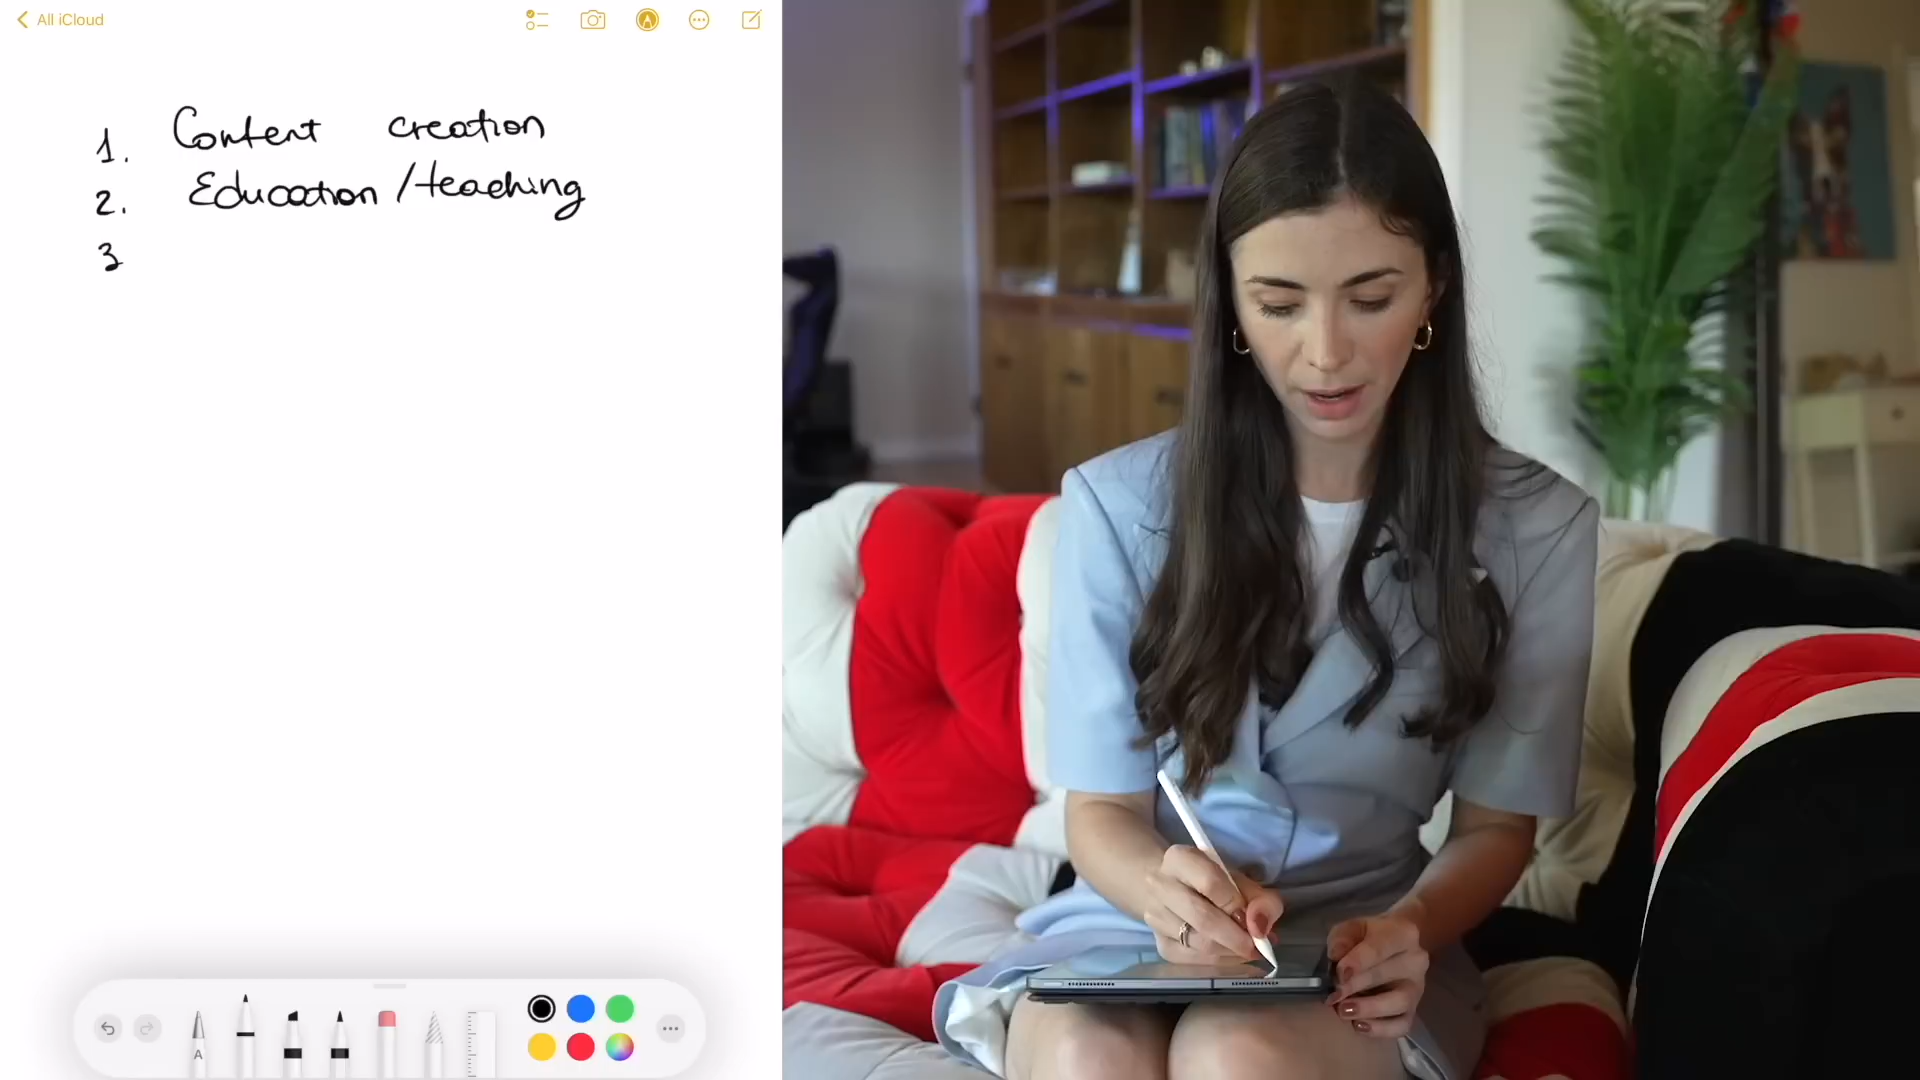 All iCloud
1. Content creation
2. Education/teaching
3
A